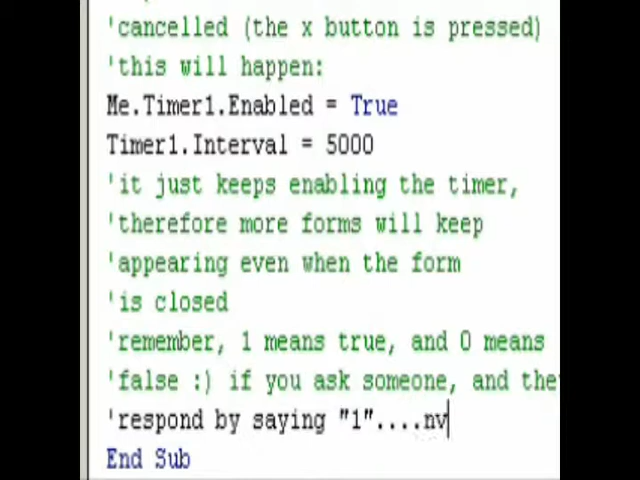 'cancelled (the x button is pressed)
'this will happen:
Me.Timer1.Enabled = True
Timer1.Interval = 5000
'it just keeps enabling the timer,
'therefore more forms will keep
'appearing even when the form
'is closed
'remember, 1 means true, and 0 means
'false :) if you ask someone, and the
'respond by saying "1"....nv
End Sub